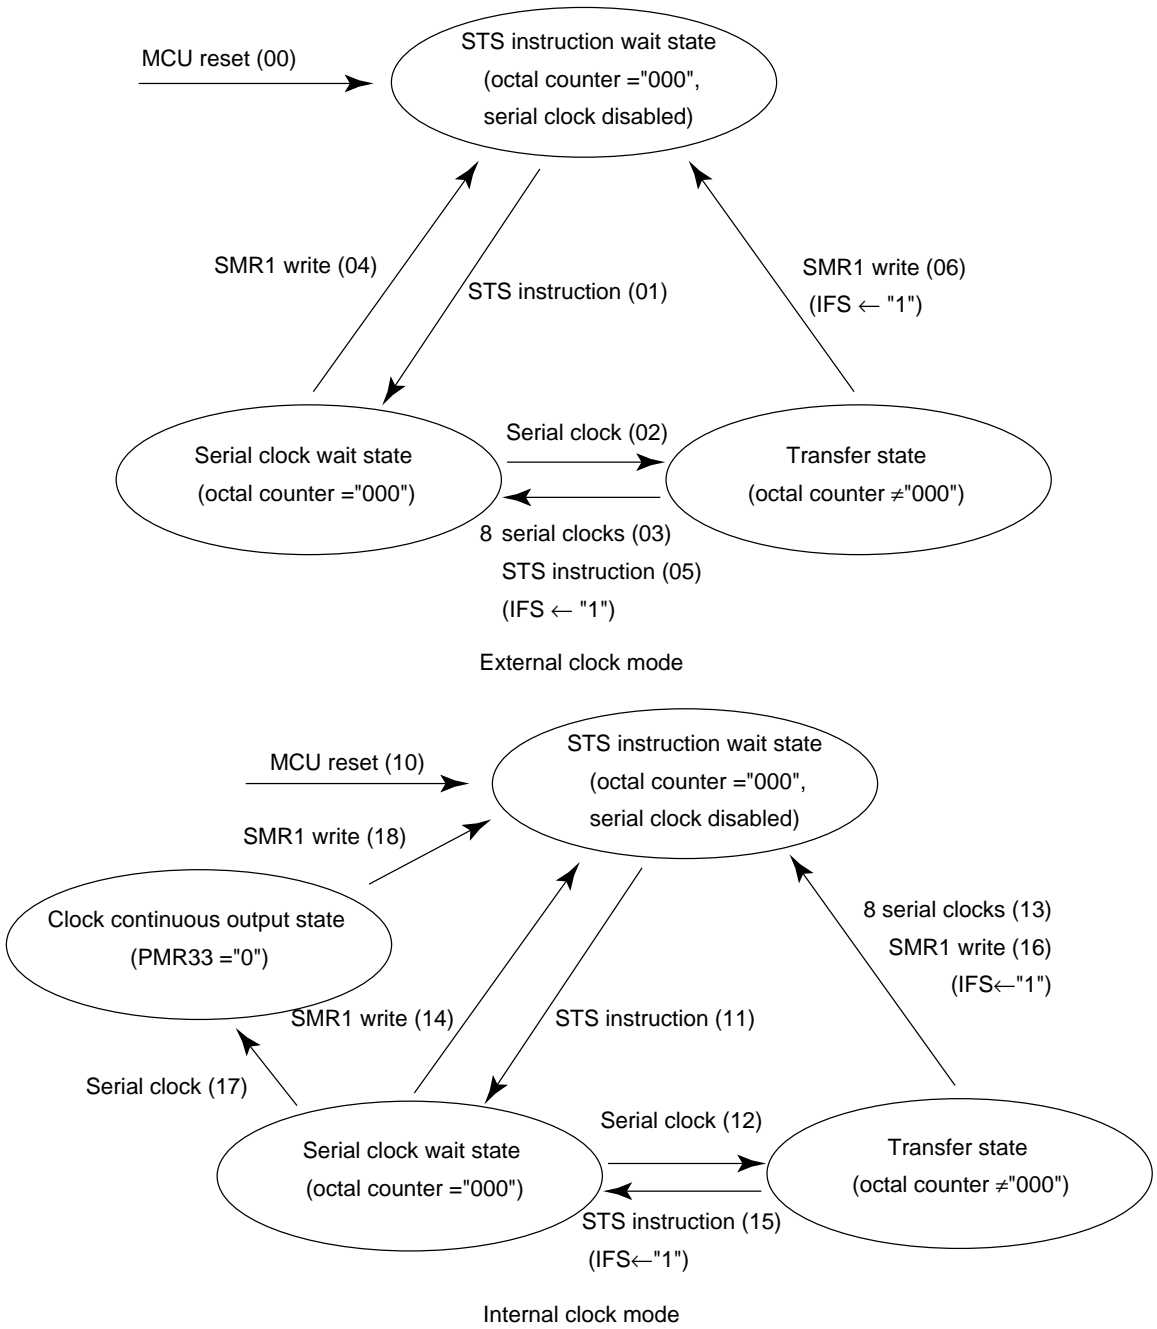 MCU reset (00)
STS instruction wait state
(octal counter ="000",
serial clock disabled)
SMR1 write (04)
STS instruction (01)
SMR1 write (06)
(IFS ← "1")
Serial clock wait state
(octal counter ="000")
Serial clock (02)
Transfer state
(octal counter ≠"000")
8 serial clocks (03)
STS instruction (05)
(IFS ← "1")
External clock mode
MCU reset (10)
STS instruction wait state
(octal counter ="000",
serial clock disabled)
SMR1 write (18)
Clock continuous output state
(PMR33 ="0")
8 serial clocks (13)
SMR1 write (16)
(IFS←"1")
SMR1 write (14)
STS instruction (11)
Serial clock (17)
Serial clock wait state
(octal counter ="000")
Serial clock (12)
Transfer state
(octal counter ≠"000")
STS instruction (15)
(IFS←"1")
Internal clock mode